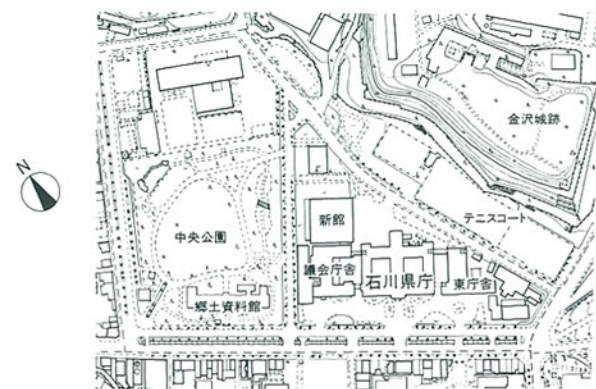 N
金沢城跡
テニスコート
新館
中央公園
議会庁舎
石川県庁
東庁舎
郷土資料館